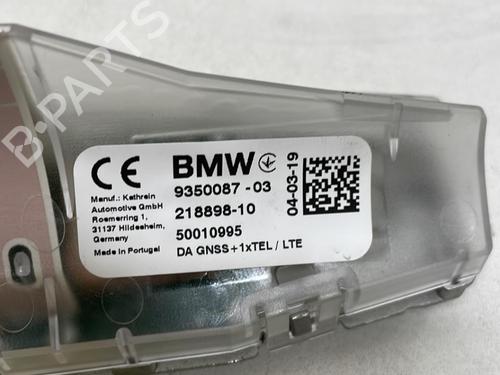 B-PARTS
CE BMW
9350087 - 03
218898-10
50010995
DA GNSS+1xTEL / LTE
Manuf.: Kathrein
Automotive GmbH
Roemerring 1,
31137 Hildesheim,
Germany
Made in Portugal
04-03-19